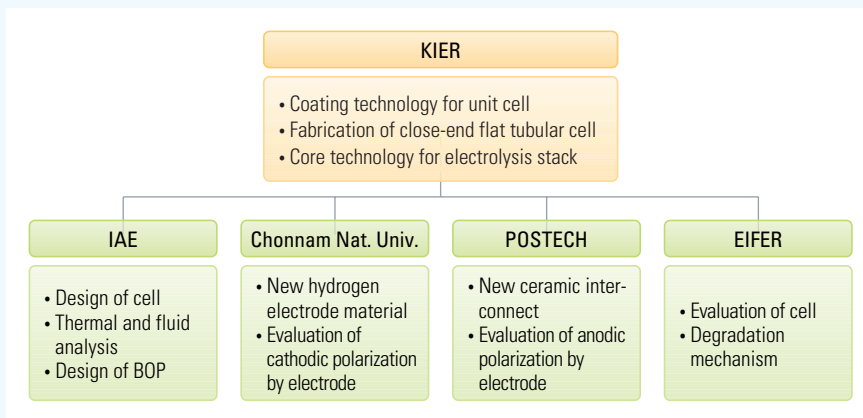 KIER
• Coating technology for unit cell
• Fabrication of close-end flat tubular cell
• Core technology for electrolysis stack
IAE
• Design of cell
• Thermal and fluid
analysis
• Design of BOP
Chonnam Nat. Univ.
• New hydrogen
electrode material
• Evaluation of
cathodic polarization
by electrode
POSTECH
• New ceramic inter-
connect
• Evaluation of anodic
polarization by
electrode
EIFER
• Evaluation of cell
• Degradation
mechanism